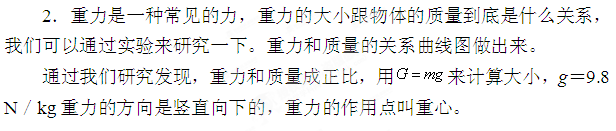 2．重力是一种常见的力，重力的大小跟物体的质量到底是什么关系，
我们可以通过实验来研究一下。重力和质量的关系曲线图做出来。
通过我们研究发现，重力和质量成正比，用G=mg来计算大小，g＝9.8
N／kg重力的方向是竖直向下的，重力的作用点叫重心。